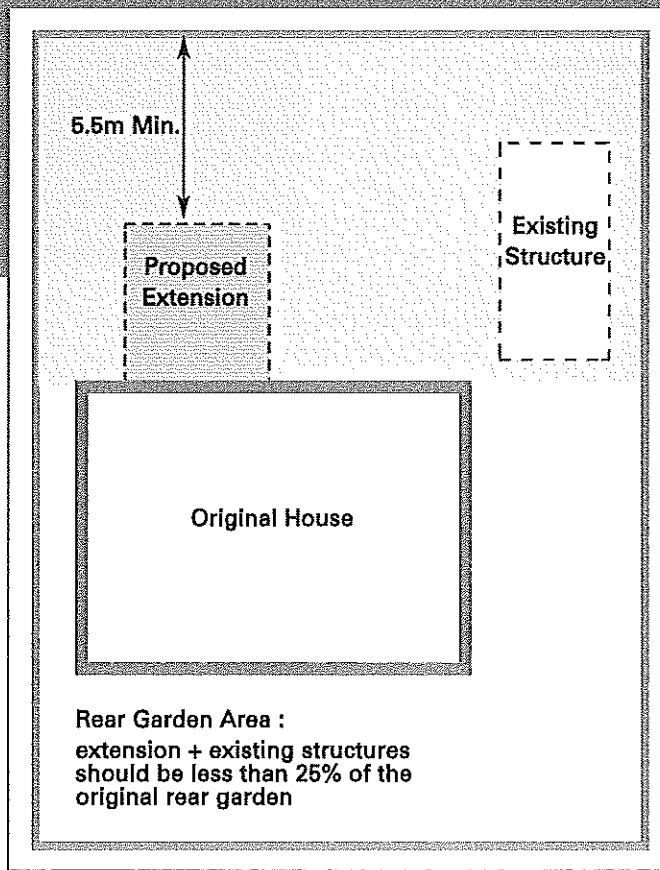 5.5m Min.
Proposed
Extension
Existing
Structure
Original House
Rear Garden Area :
extension + existing structures
should be less than 25% of the
original rear garden